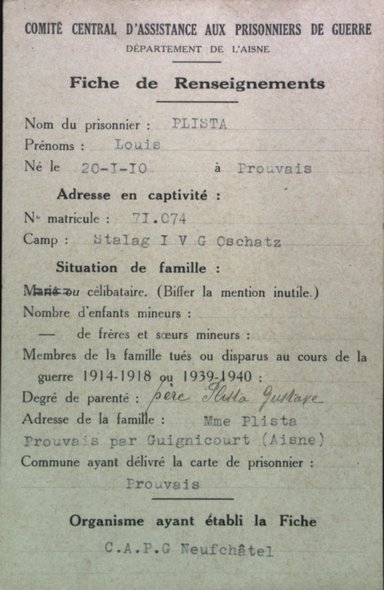 COMITÉ CENTRAL D'ASSISTANCE AUX PRISONNIERS DE GUERRE
DÉPARTEMENT DE L'AISNE
Fiche de Renseignements
Nom du prisonnier : PLISTA
Prénoms : Louis
Né le 20-I-I0 à Prouvais
Adresse en captivité :
N° matricule : 7I.074
Camp : Stalag I V G Oschatz
Situation de famille :
Marié ou célibataire. (Biffer la mention inutile.)
Nombre d'enfants mineurs :
— de frères et sœurs mineurs :
Membres de la famille tués ou disparus au cours de la
guerre 1914-1918 ou 1939-1940 :
Degré de parenté : père Plista Gustave
Adresse de la famille : Mme Plista
Prouvais par Guignicourt (Aisne)
Commune ayant délivré la carte de prisonnier :
Prouvais
Organisme ayant établi la Fiche
C.A.P.G Neufchâtel